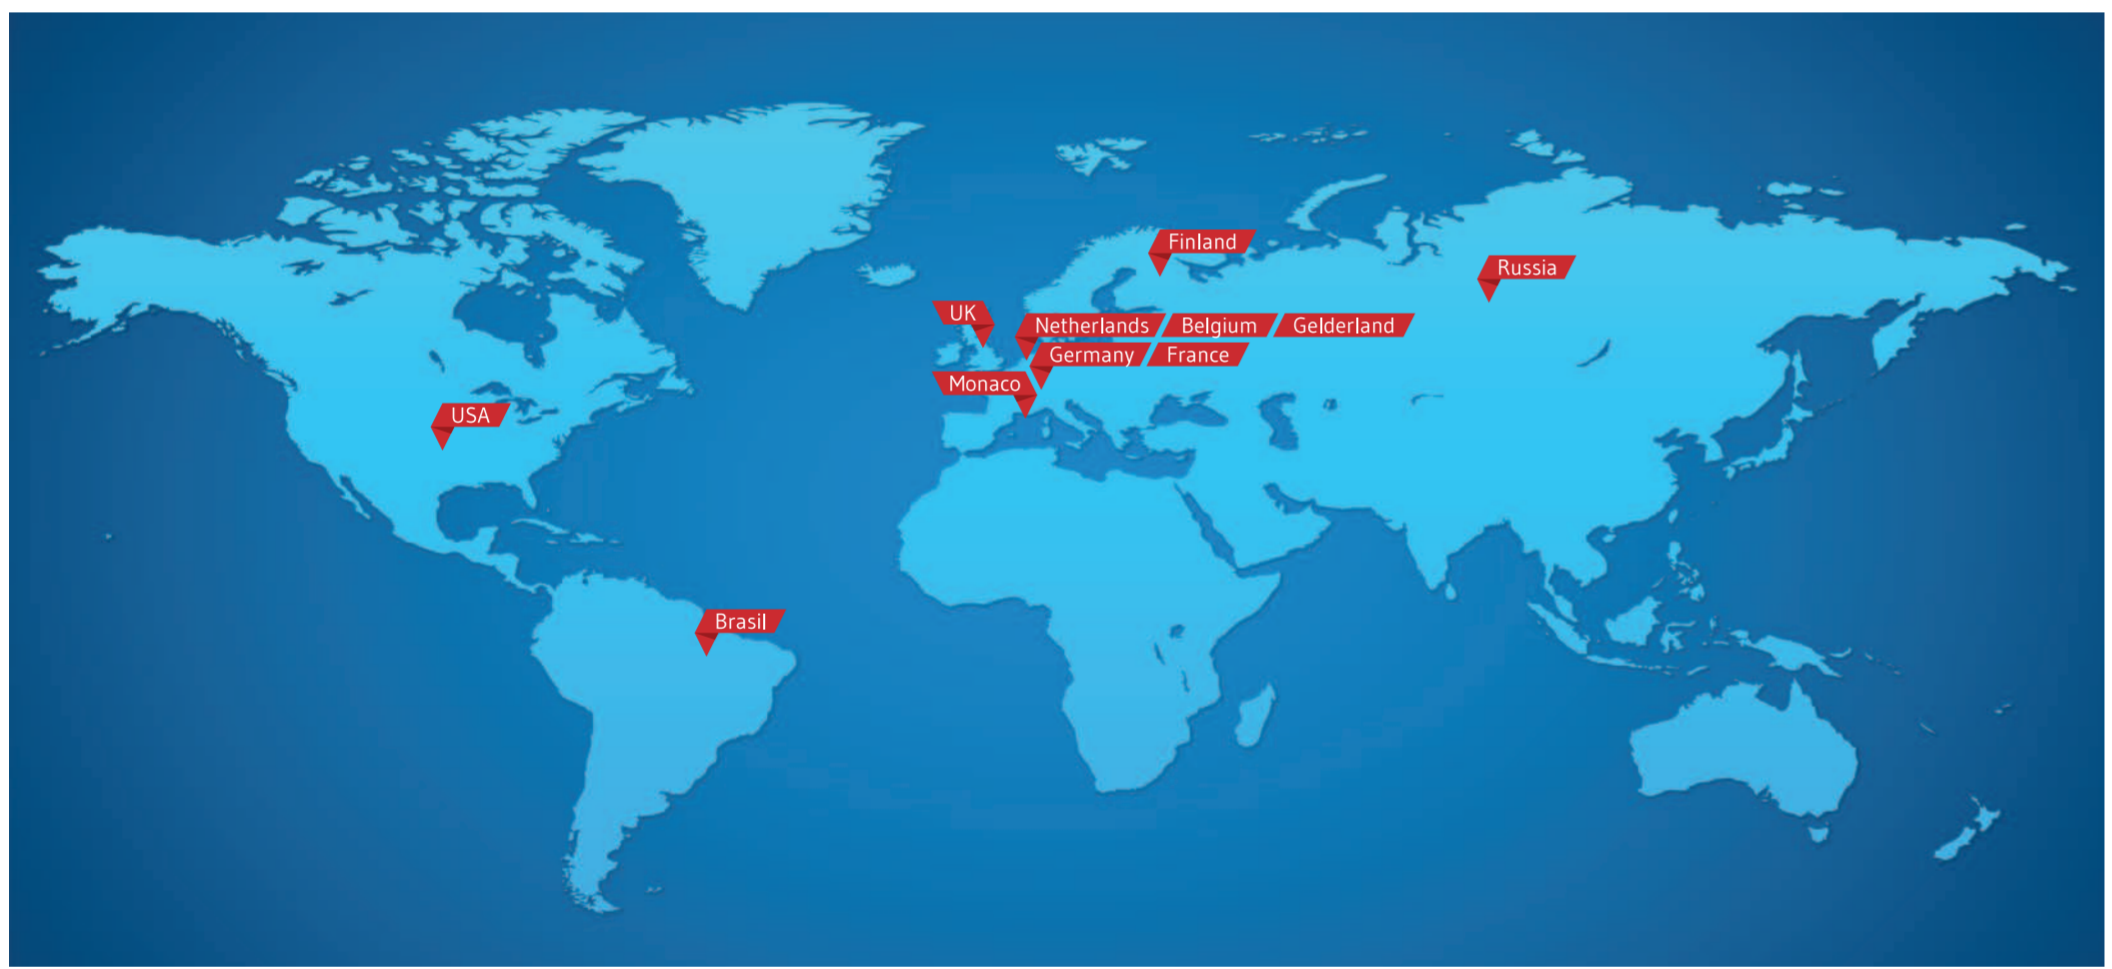 Finland
Russia
UK
Netherlands Belgium Gelderland
Germany France
Monaco
USA
Brasil